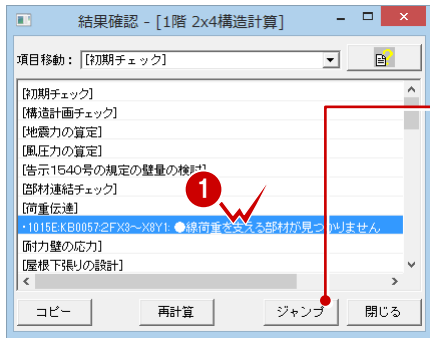 結果確認 - [1階 2x4構造計算]
項目移動： [初期チェック]
[初期チェック]
[構造計画チェック]
[地震力の算定]
[風圧力の算定]
[告示1540号の規定の壁量の検討]
[部材連結チェック]
[荷重伝達]
・1015E:KB0057:2FX3～X8Y1: ●線荷重を支える部材が見つかりません
[耐力壁の応力]
[屋根下張りの設計]
1
コピー 再計算 ジャンプ 閉じる